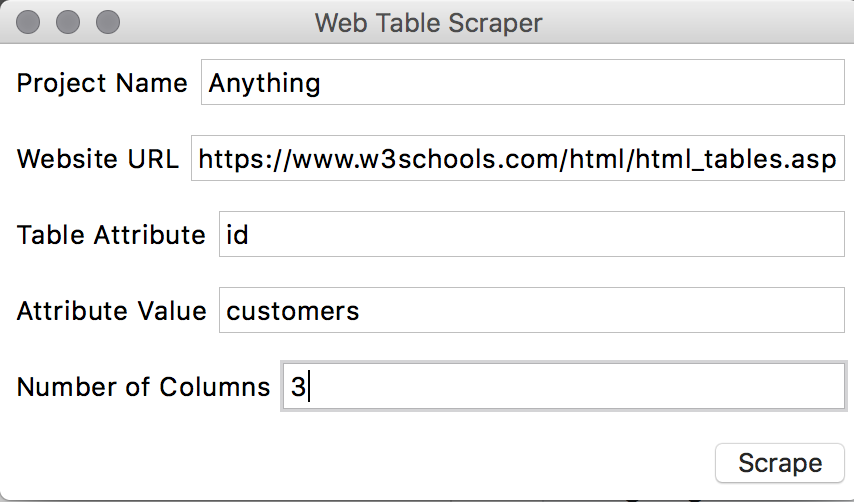 Web Table Scraper
Project Name Anything
Website URL https://www.w3schools.com/html/html_tables.asp
Table Attribute id
Attribute Value customers
Number of Columns 3
Scrape